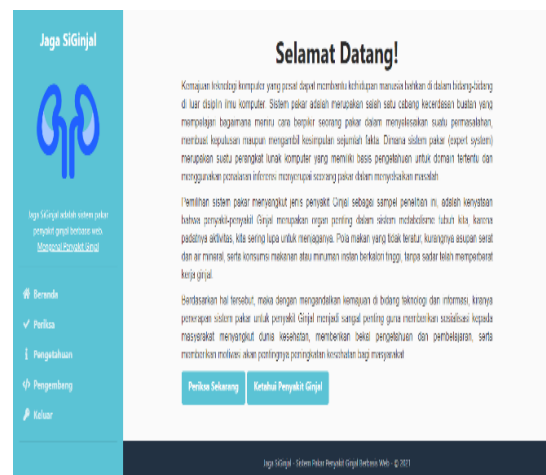 Jaga SiGinjal
Jaga SiGinjal adalah sistem pakar
penyakit ginjal berbasis web.
Mengenal Penyakit Ginjal
Beranda
Periksa
Pengetahuan
Pengembang
Keluar
Selamat Datang!
Kemajuan teknologi komputer yang pesat dapat membantu kehidupan manusia bahkan di dalam bidang-bidang
di luar disiplin ilmu komputer. Sistem pakar adalah merupakan salah satu cabang kecerdasan buatan yang
mempelajari bagaimana meniru cara berpikir seorang pakar dalam menyelesaikan suatu permasalahan,
membuat keputusan maupun mengambil kesimpulan sejumlah fakta. Dimana sistem pakar (expert system)
merupakan suatu perangkat lunak komputer yang memiliki basis pengetahuan untuk domain tertentu dan
menggunakan penalaran inferensi menyerupai seorang pakar dalam menyelsaikan masalah
Pemilihan sistem pakar menyangkut jenis penyakit Ginjal sebagai sampel penelitian ini, adalah kenyataan
bahwa penyakit-penyakit Ginjal merupakan organ penting dalam sistem metabolisme tubuh kita, karena
padatnya aktivitas, kita sering lupa untuk menjaganya. Pola makan yang tidak teratur, kurangnya asupan serat
dan air mineral, serta konsumsi makanan atau minuman instan berkalori tinggi, tanpa sadar telah memperberat
kerja ginjal.
Berdasarkan hal tersebut, maka dengan mengandalkan kemajuan di bidang teknologi dan informasi, kiranya
penerapan sistem pakar untuk penyakit Ginjal menjadi sangat penting guna memberikan sosialisasi kepada
masyarakat menyangkut dunia kesehatan, memberikan bekal pengetahuan dan pembelajaran, serta
memberikan motivasi akan pentingnya peningkatan kesehatan bagi masyarakat
Periksa Sekarang
Ketahui Penyakit Ginjal
Jaga SiGinjal - Sistem Pakar Penyakit Ginjal Berbasis Web - © 2021